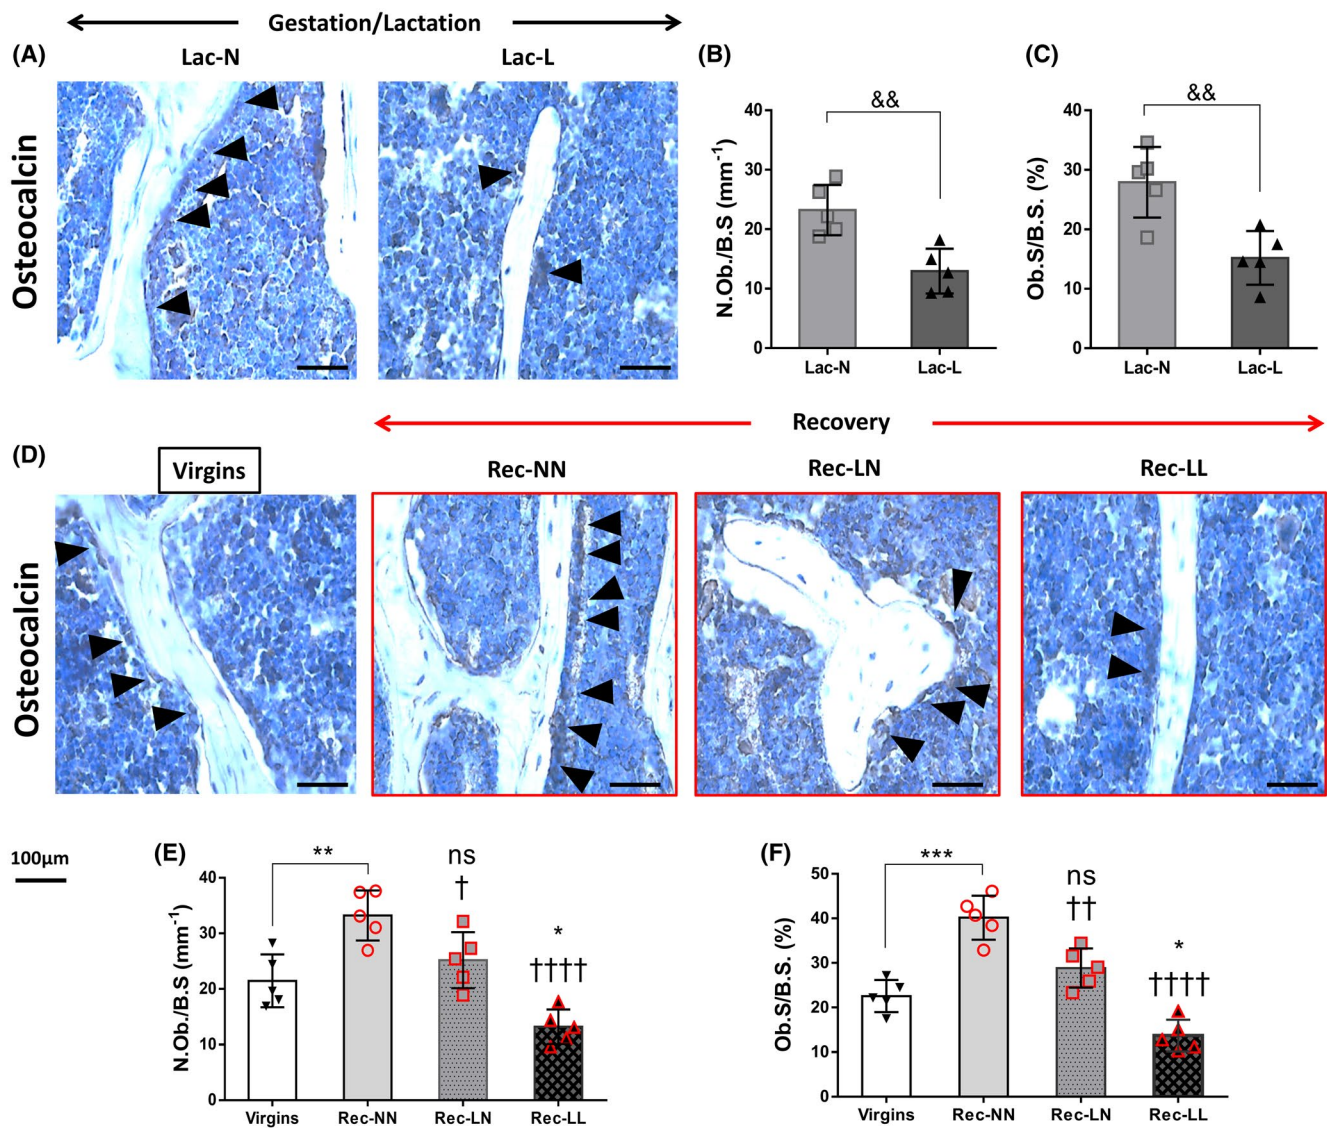 Gestation/Lactation
(A) Lac-N Lac-L (B) (C)
Osteocalcin
&& &&
N.Ob./B.S (mm-1)
40
30
20
10
0
Lac-N Lac-L
Ob.S/B.S. (%)
40
30
20
10
0
Lac-N Lac-L
Recovery
(D) Virgins Rec-NN Rec-LN Rec-LL
Osteocalcin
100µm
(E)
** ns
†
*
††††
N.Ob./B.S (mm-1)
40
30
20
10
0
Virgins Rec-NN Rec-LN Rec-LL
(F)
*** ns
††
*
††††
Ob.S/B.S. (%)
50
40
30
20
10
0
Virgins Rec-NN Rec-LN Rec-LL